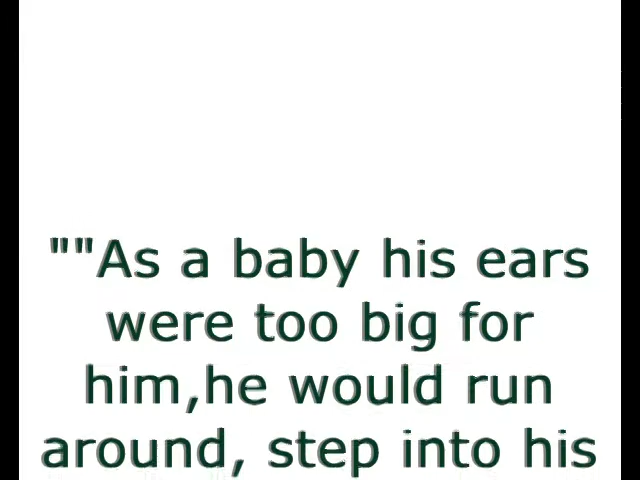 ""As a baby his ears
were too big for
him,he would run
around, step into his